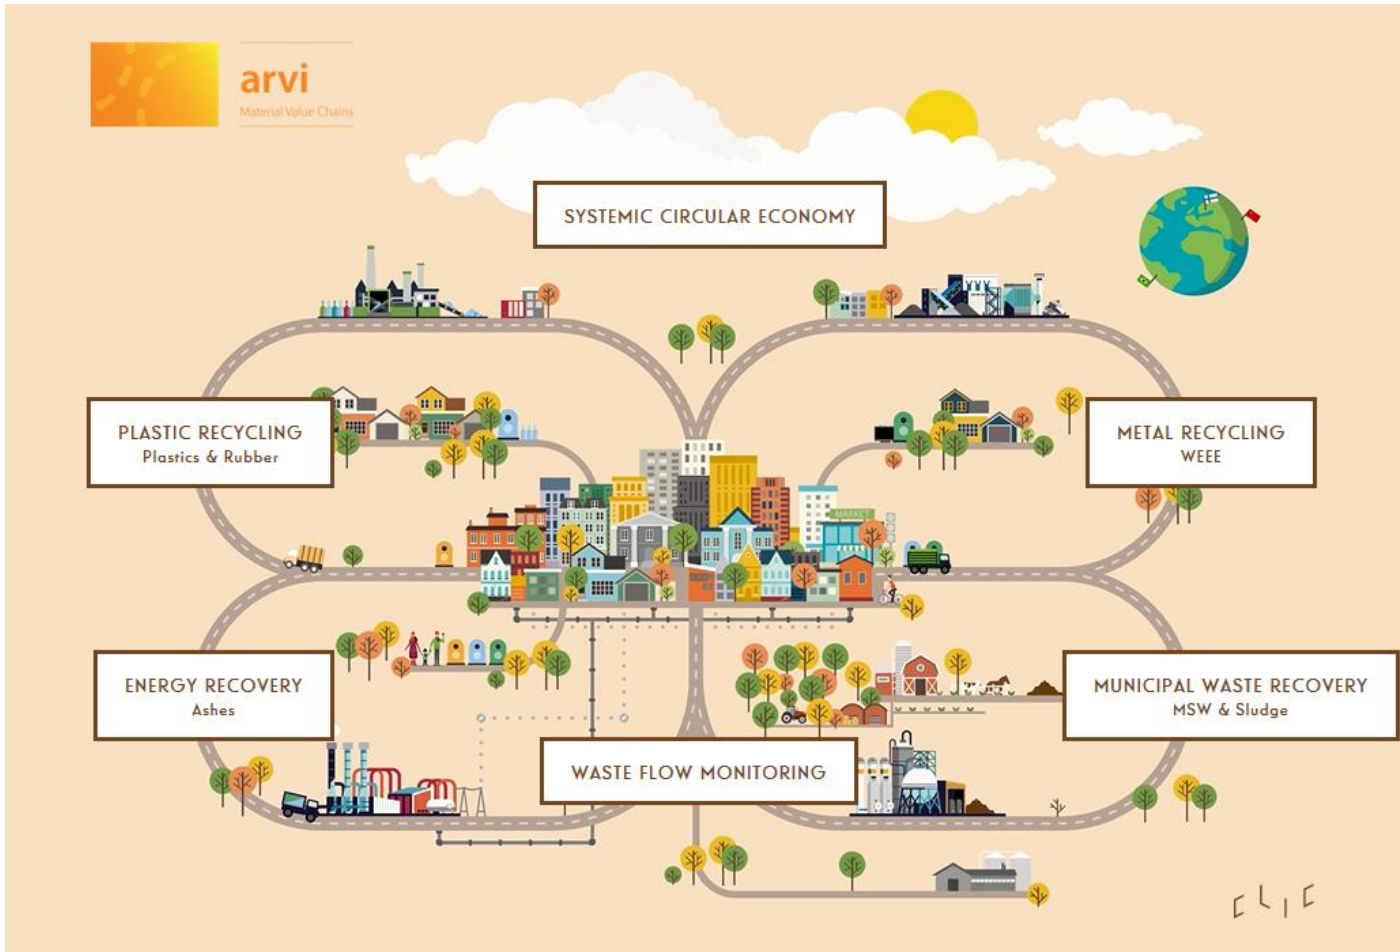 arvi
Material Value Chains
SYSTEMIC CIRCULAR ECONOMY
PLASTIC RECYCLING
Plastics & Rubber
METAL RECYCLING
WEEE
MARKET
ENERGY RECOVERY
Ashes
MUNICIPAL WASTE RECOVERY
MSW & Sludge
WASTE FLOW MONITORING
CLIC